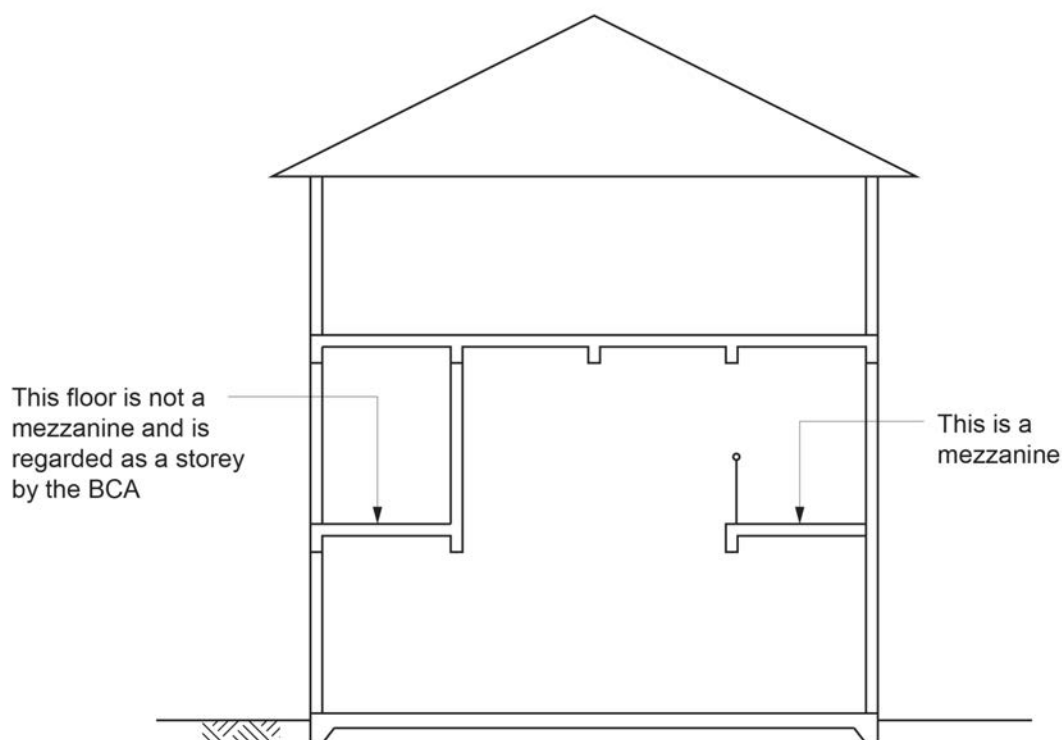 This floor is not a
mezzanine and is
regarded as a storey
by the BCA
This is a
mezzanine